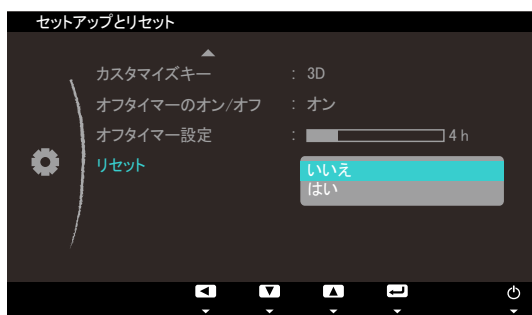 セットアップとリセット
カスタマイズキー : 3D
オフタイマーのオン/オフ : オン
オフタイマー設定 : 4 h
リセット
いいえ
はい